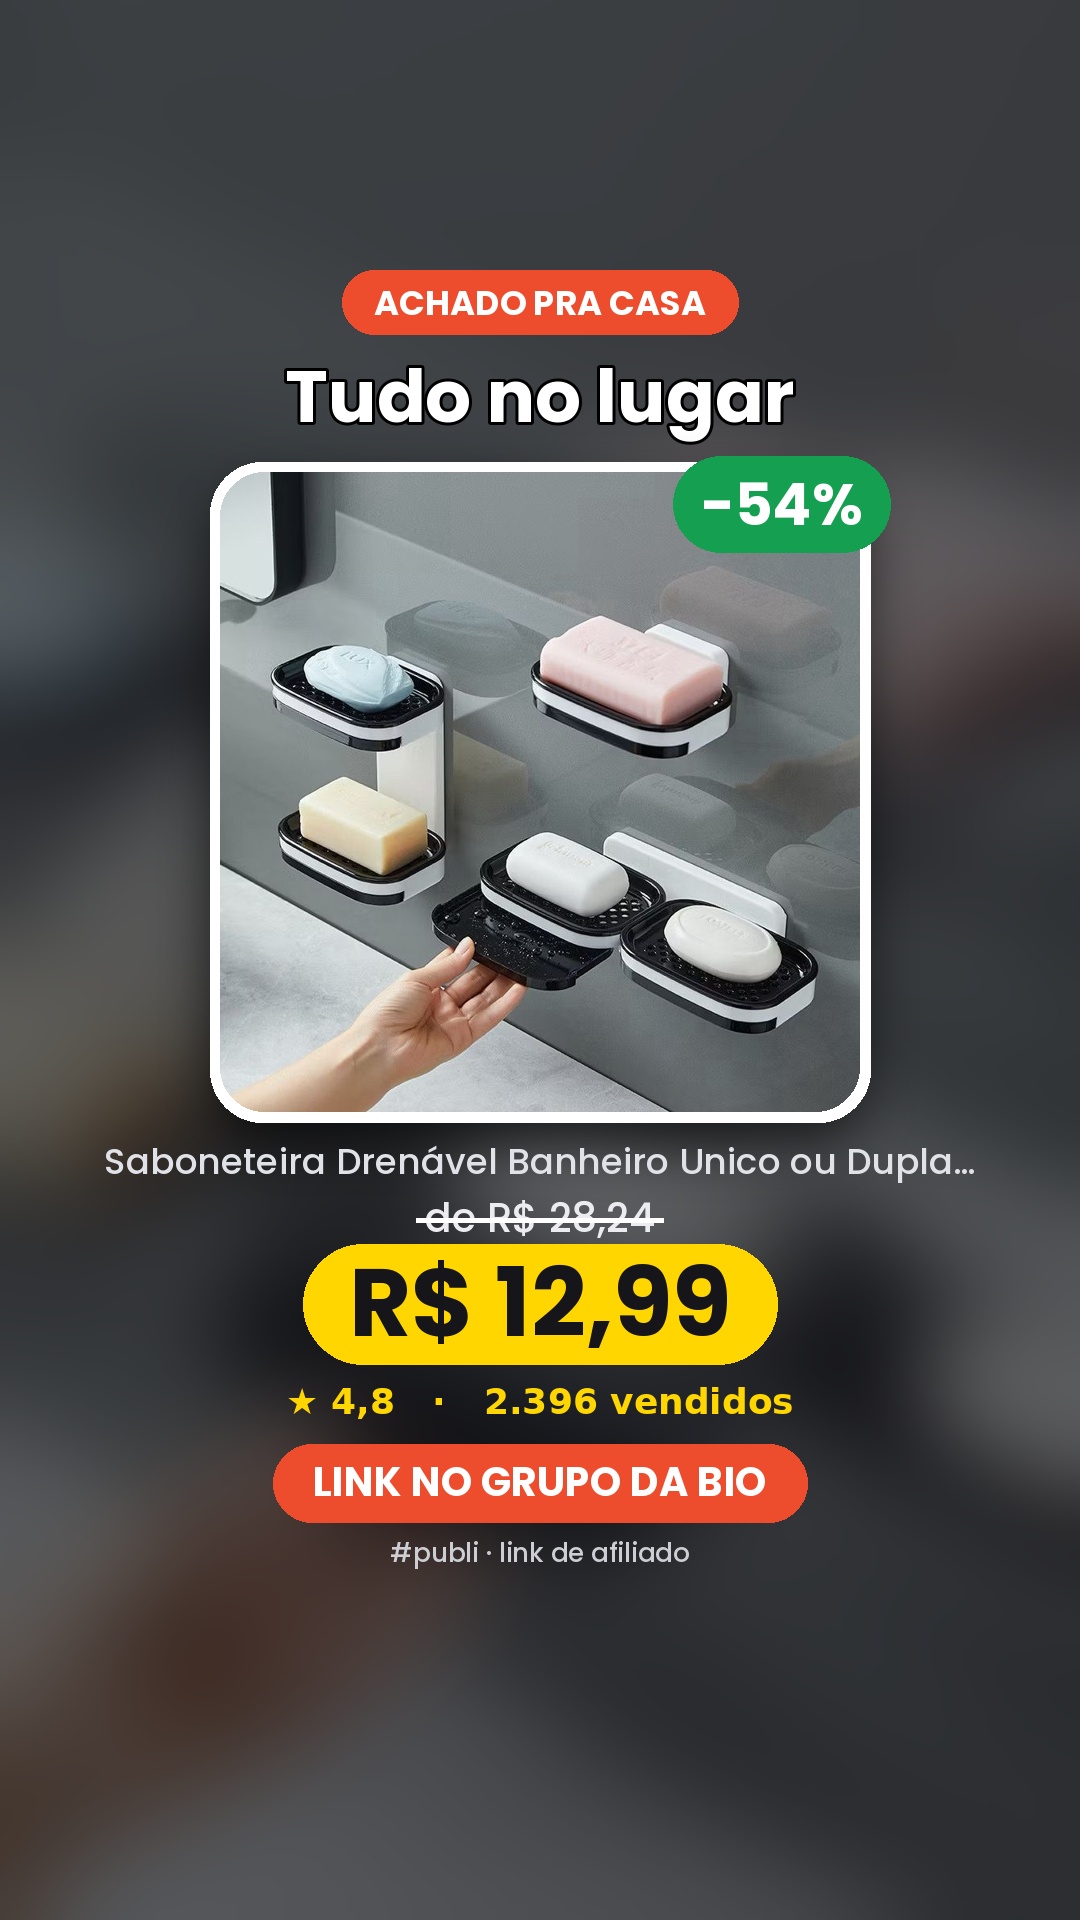 ACHADO PRA CASA
Tudo no lugar
-54%
LUX
Saboneteira Drenável Banheiro Unico ou Dupla...
de R$ 28,24
R$ 12,99
★ 4,8 · 2.396 vendidos
LINK NO GRUPO DA BIO
#publi · link de afiliado